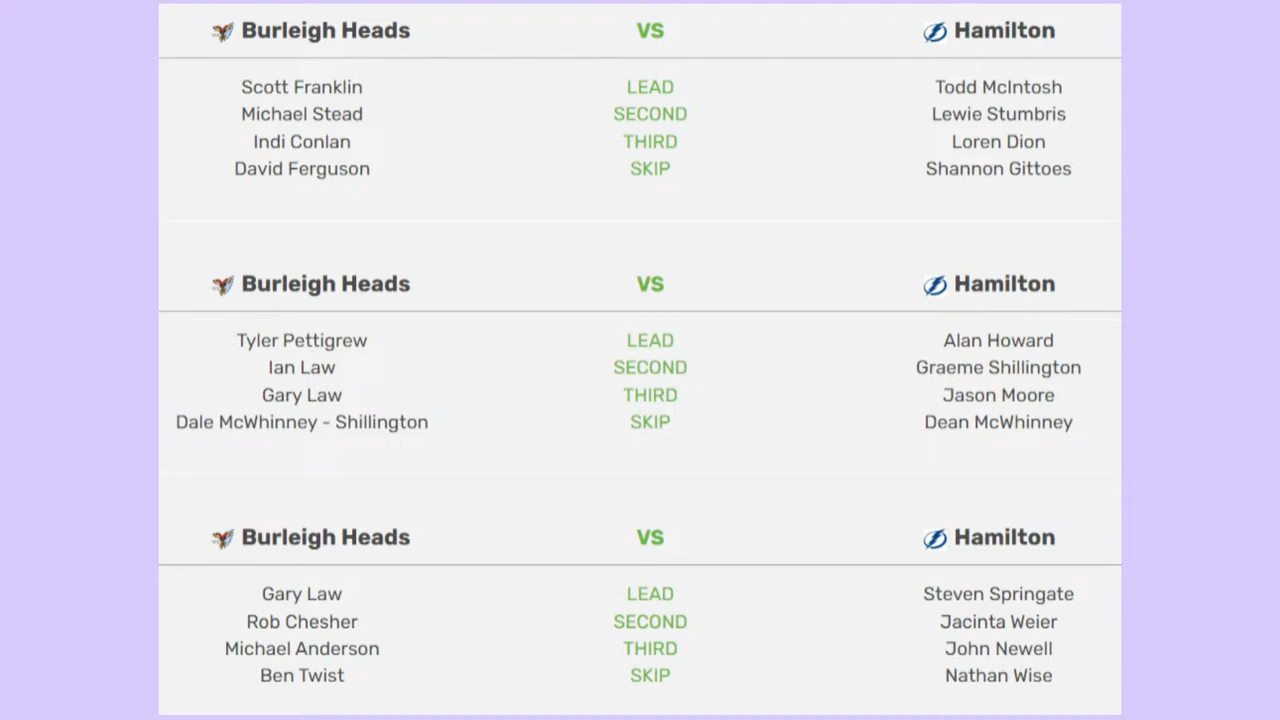 Burleigh Heads VS Hamilton
Scott Franklin LEAD Todd McIntosh
Michael Stead SECOND Lewie Stumbris
Indi Conlan THIRD Loren Dion
David Ferguson SKIP Shannon Gittoes
Burleigh Heads VS Hamilton
Tyler Pettigrew LEAD Alan Howard
Ian Law SECOND Graeme Shillington
Gary Law THIRD Jason Moore
Dale McWhinney - Shillington SKIP Dean McWhinney
Burleigh Heads VS Hamilton
Gary Law LEAD Steven Springate
Rob Chesher SECOND Jacinta Weier
Michael Anderson THIRD John Newell
Ben Twist SKIP Nathan Wise